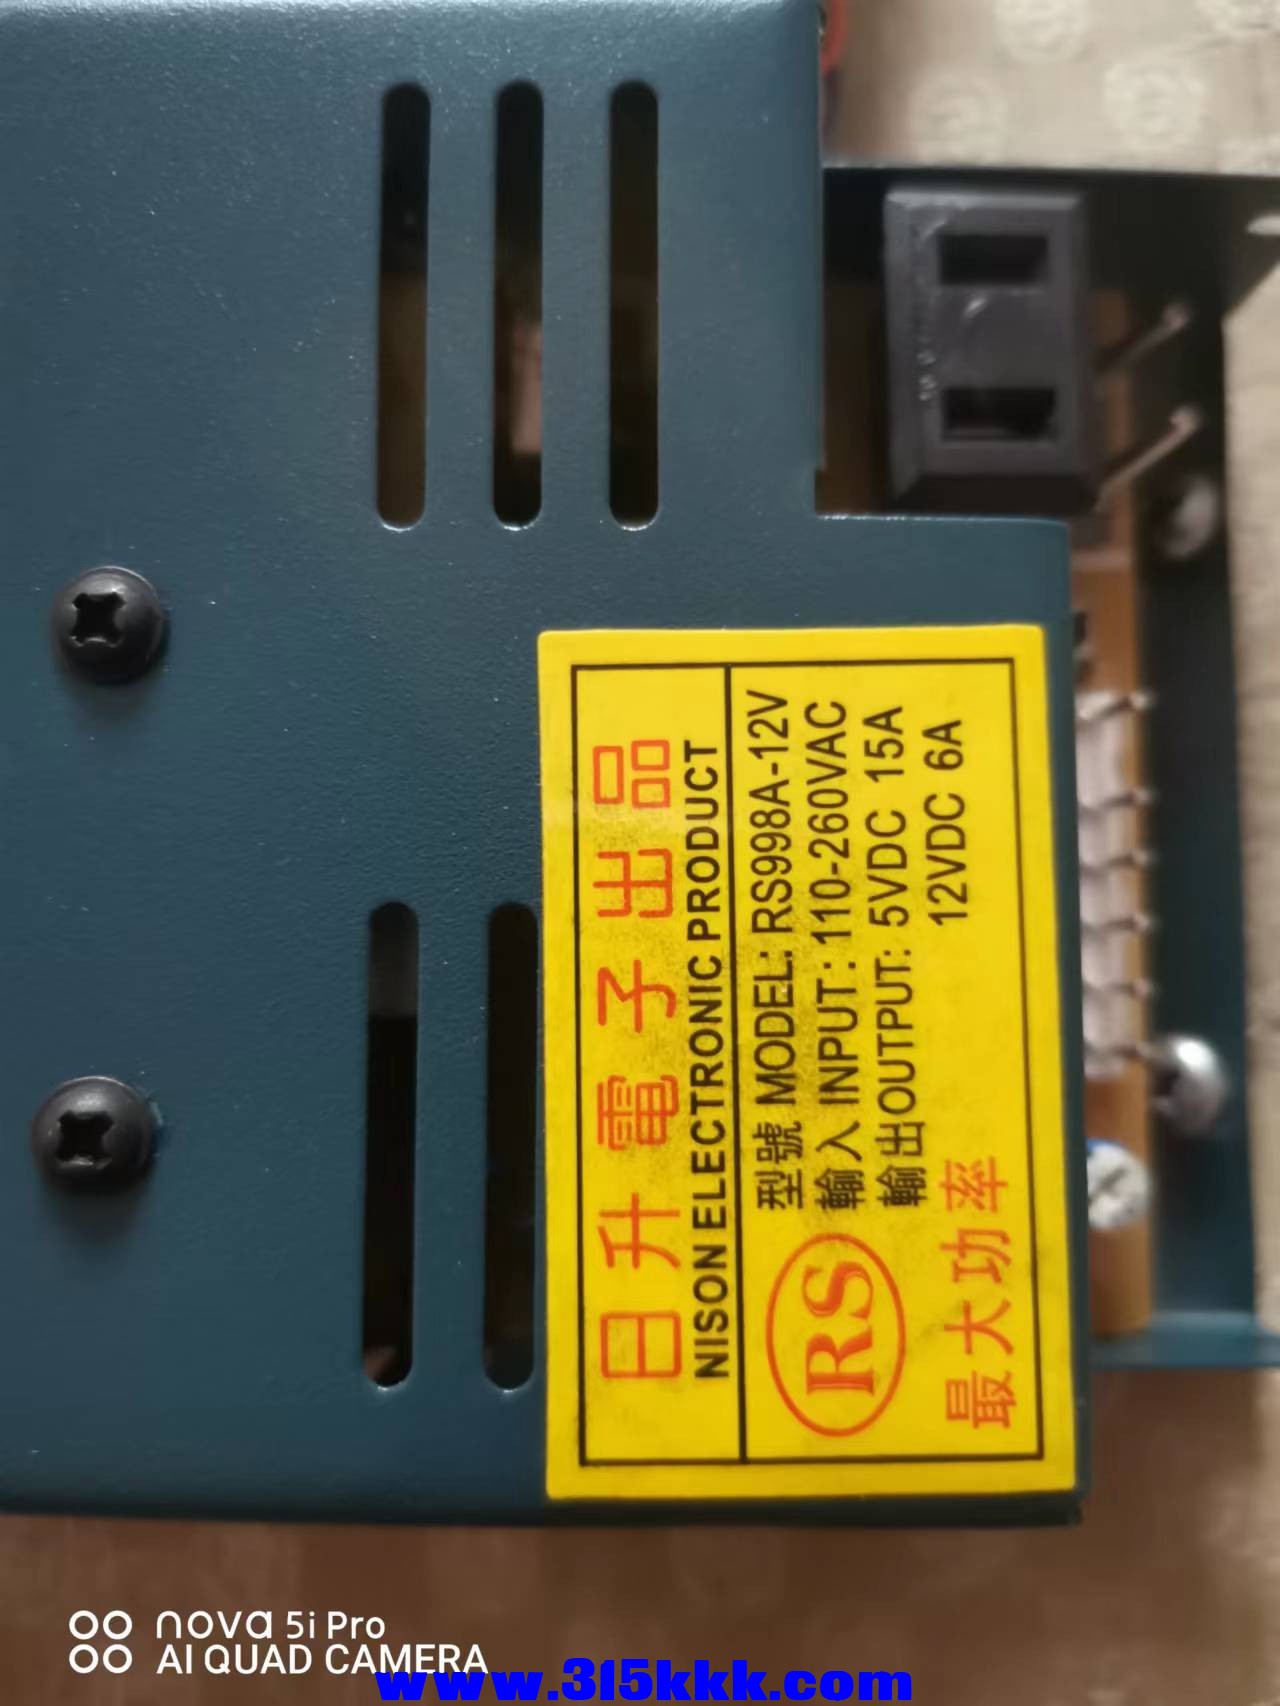 日升電子出品
NISON ELECTRONIC PRODUCT
RS
型號 MODEL: RS998A-12V
輸入 INPUT: 110-260VAC
輸出OUTPUT: 5VDC 15A
12VDC 6A
最大功率
nova 5i Pro
AI QUAD CAMERA
www.315kkk.com